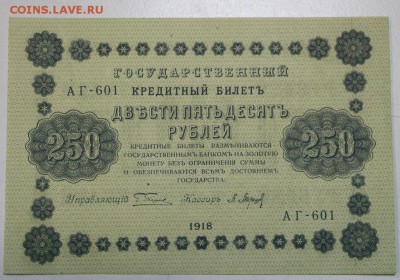 COINS.LAVE.RU
ГОСУДАРСТВЕННЫЙ
АГ-601 КРЕДИТНЫЙ БИЛЕТЪ
ДВѢСТИ ПЯТЬДЕСЯТЪ
РУБЛЕЙ
250 250
КРЕДИТНЫЕ БИЛЕТЫ РАЗМѢНИВАЮТСЯ
ГОСУДАРСТВЕННЫМЪ БАНКОМЪ НА ЗОЛОТУЮ
МОНЕТУ БЕЗЪ ОГРАНИЧЕНІЯ СУММЫ
И ОБЕЗПЕЧИВАЮТСЯ ВСѢМЪ ДОСТОЯНІЕМЪ
ГОСУДАРСТВА.
Управляющій Кассиръ
1918
АГ-601